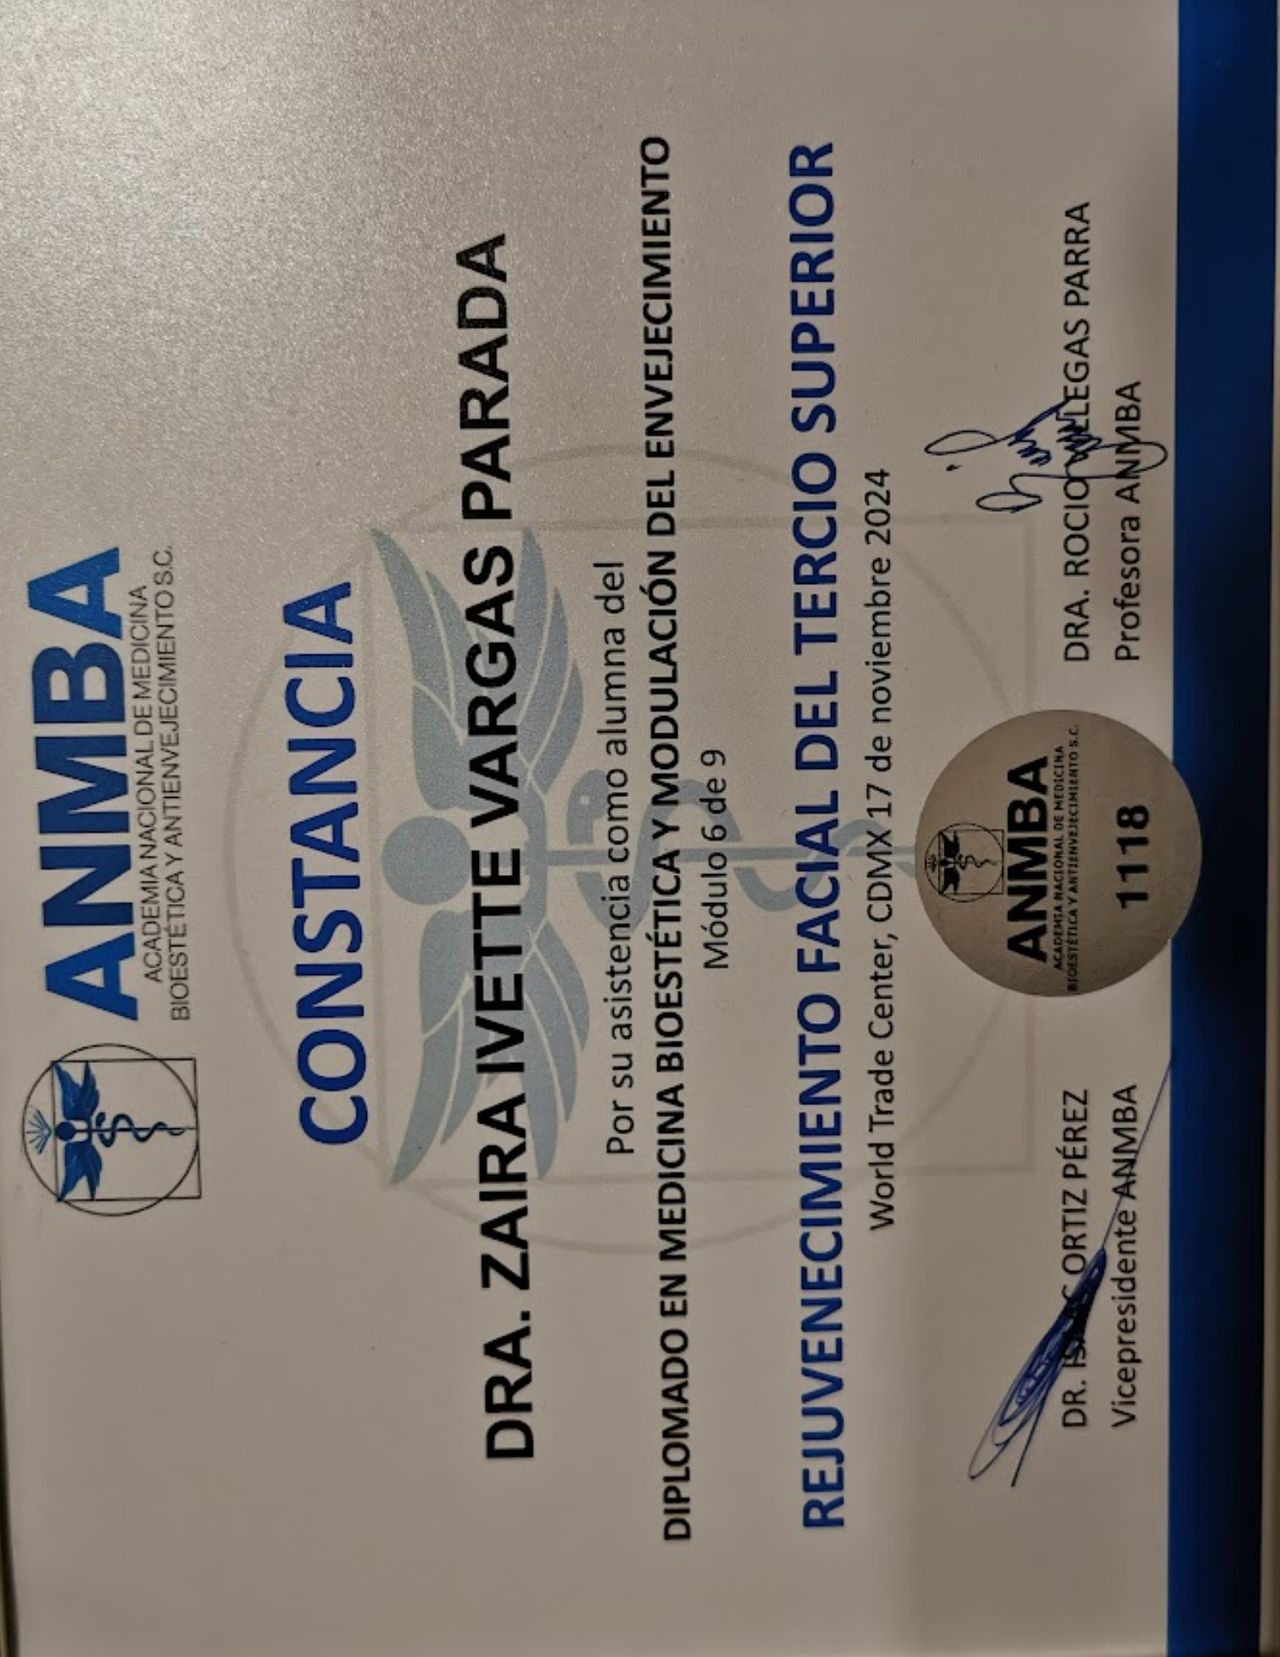 ANMBA
ACADEMIA NACIONAL DE MEDICINA
BIOESTÉTICA Y ANTIENVEJECIMIENTO S.C.
CONSTANCIA
DRA. ZAIRA IVETTE VARGAS PARADA
Por su asistencia como alumna del
DIPLOMADO EN MEDICINA BIOESTÉTICA Y MODULACIÓN DEL ENVEJECIMIENTO
Módulo 6 de 9
REJUVENECIMIENTO FACIAL DEL TERCIO SUPERIOR
World Trade Center, CDMX 17 de noviembre 2024
DR. ORTIZ PÉREZ
Vicepresidente ANMBA
ANMBA
ACADEMIA NACIONAL DE MEDICINA
BIOESTÉTICA Y ANTIENVEJECIMIENTO S.C.
1118
DRA. ROCIO VILLEGAS PARRA
Profesora ANMBA